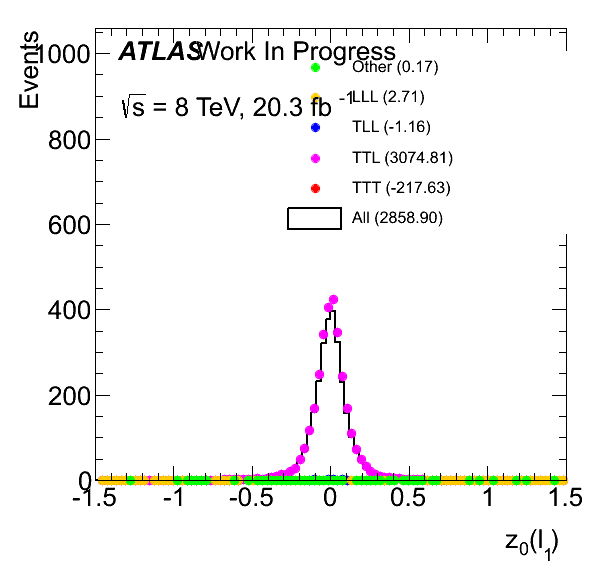 Events
ATLAS Work In Progress
√s = 8 TeV, 20.3 fb -1
Other (0.17)
LLL (2.71)
TLL (-1.16)
TTL (3074.81)
TTT (-217.63)
All (2858.90)
1000
800
600
400
200
0
-1.5 -1 -0.5 0 0.5 1 1.5
z0(l1)